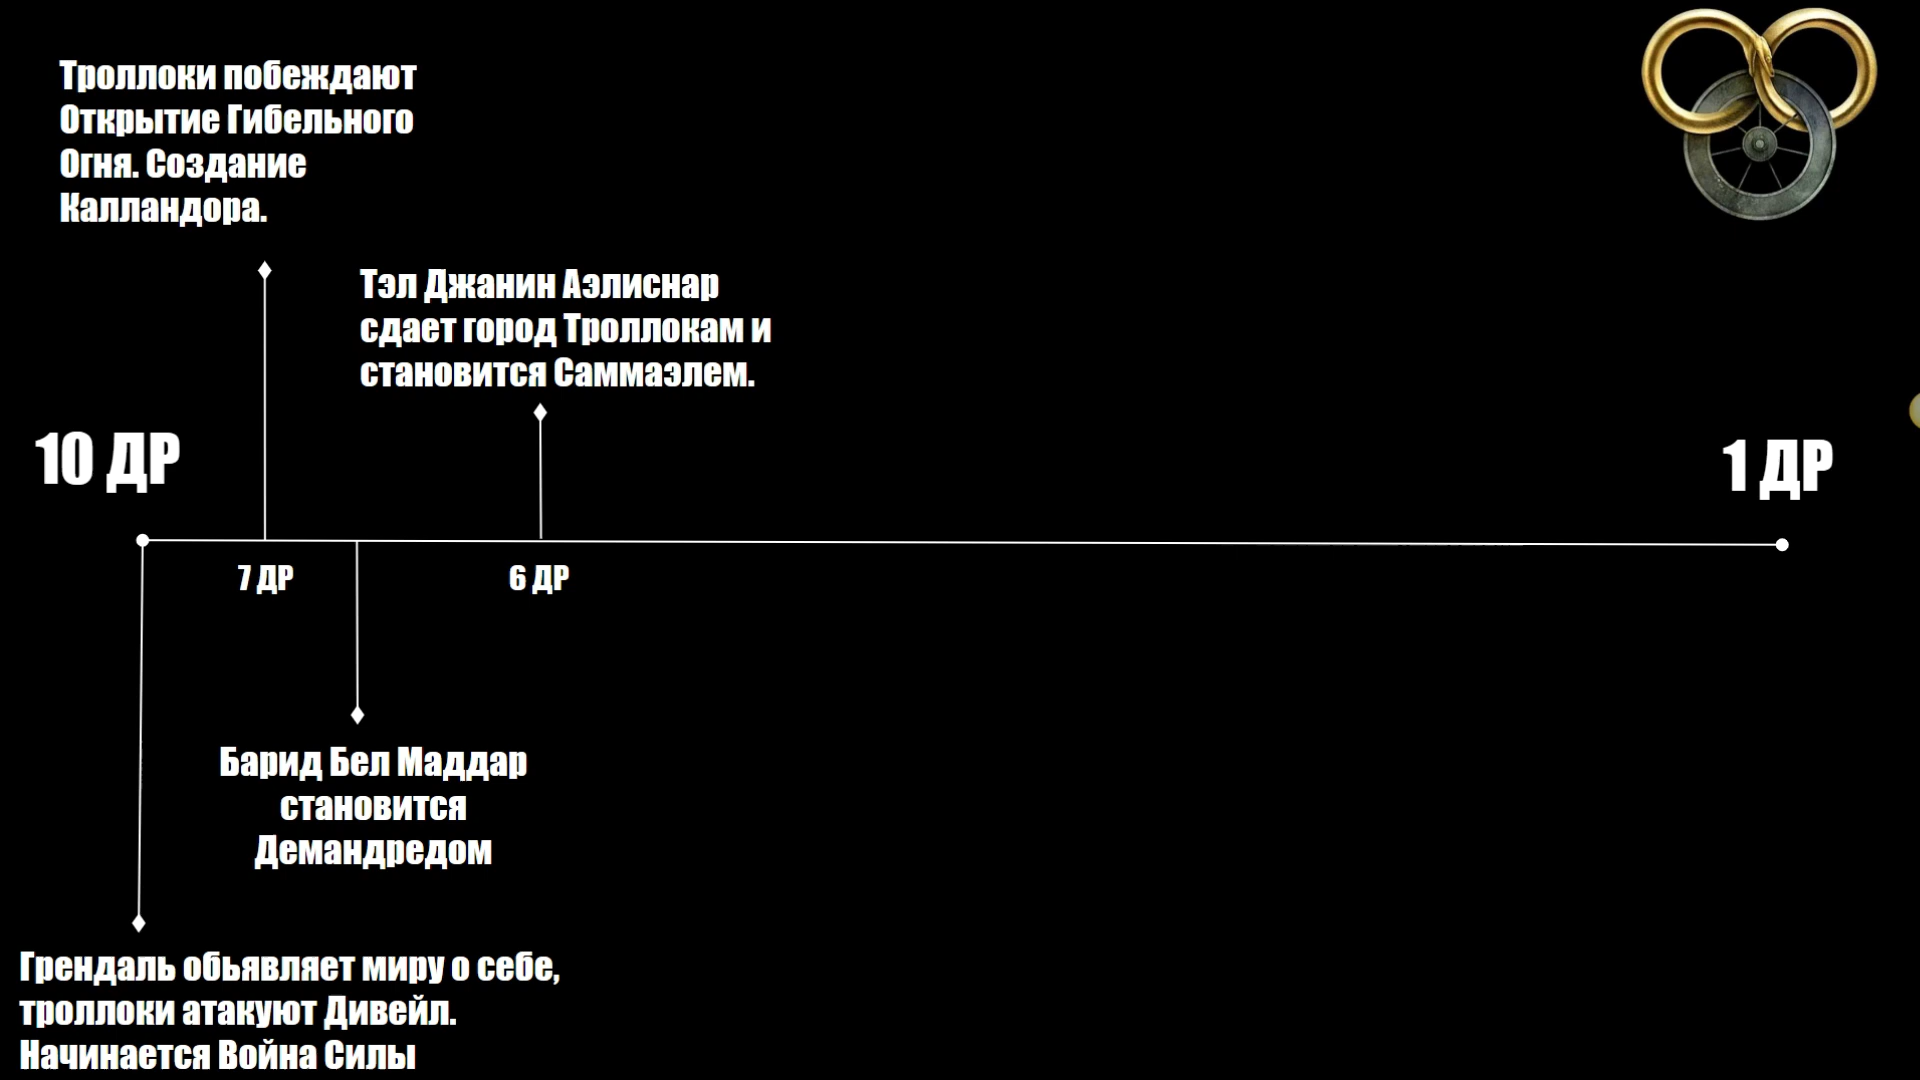 Троллоки побеждают
Открытие Гибельного
Огня. Создание
Калландора.
Тэл Джанин Аэлиснар
сдает город Троллокам и
становится Саммаэлем.
10 ДР
1 ДР
7 ДР
6 ДР
Барид Бел Маддар
становится
Демандредом
Грендаль обьявляет миру о себе,
троллоки атакуют Дивейл.
Начинается Война Силы